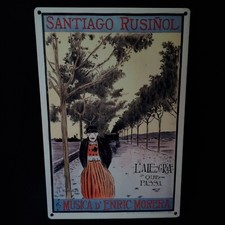 SANTIAGO RUSIÑOL
L'ALEGRIA
QUE
PASSA
MÚSICA D'ENRIC MORERA